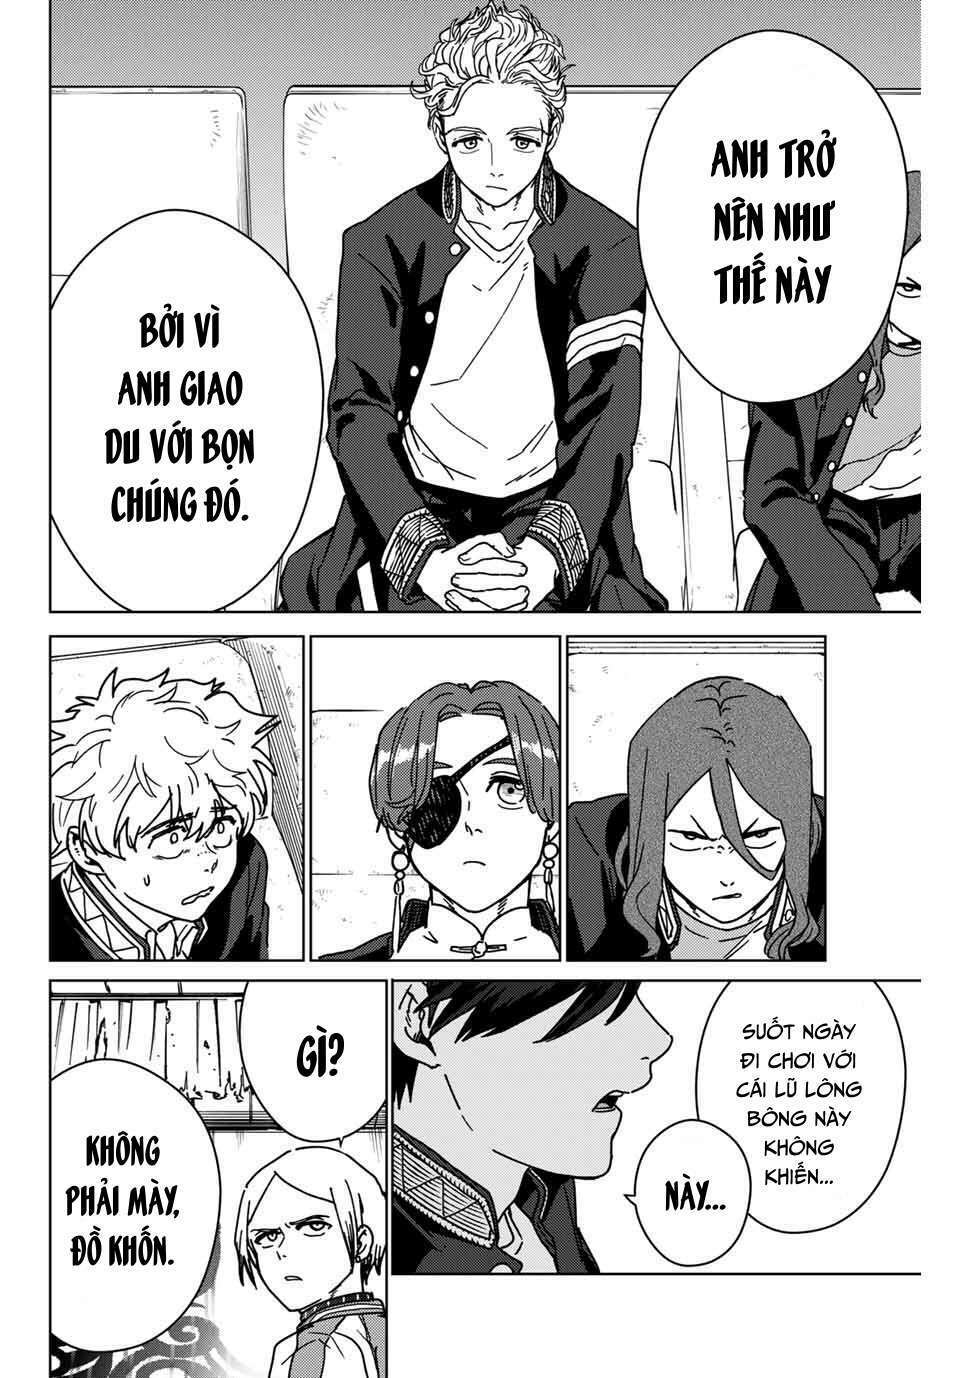 ANH TRỞ
NÊN NHƯ
THẾ NÀY
BỞI VÌ
ANH GIAO
DU VỚI BỌN
CHÚNG ĐÓ.
SUỐT NGÀY
ĐI CHƠI VỚI
CÁI LŨ LÔNG
BÔNG NÀY
KHÔNG
KHIẾN...
NÀY...
GÌ?
KHÔNG
PHẢI MÀY,
ĐỒ KHỐN.